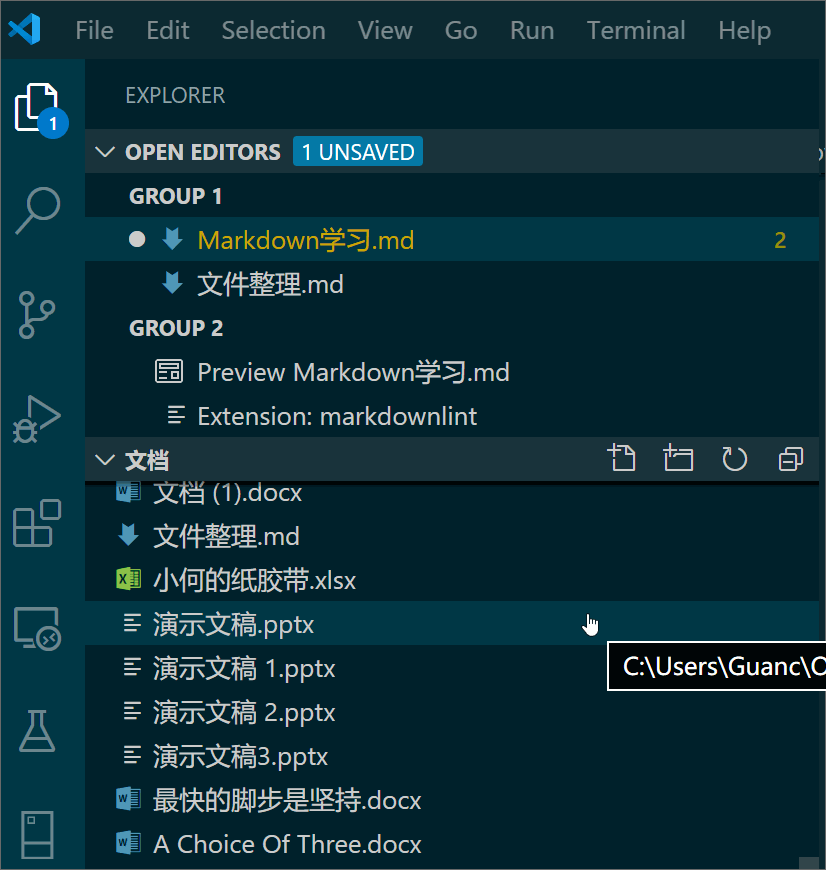 File Edit Selection View Go Run Terminal Help
EXPLORER
1
OPEN EDITORS 1 UNSAVED
GROUP 1
Markdown学习.md 2
文件整理.md
GROUP 2
Preview Markdown学习.md
Extension: markdownlint
文档
文档 (1).docx
文件整理.md
小何的纸胶带.xlsx
演示文稿.pptx
C:\Users\Guanc\O
演示文稿 1.pptx
演示文稿 2.pptx
演示文稿3.pptx
最快的脚步是坚持.docx
A Choice Of Three.docx